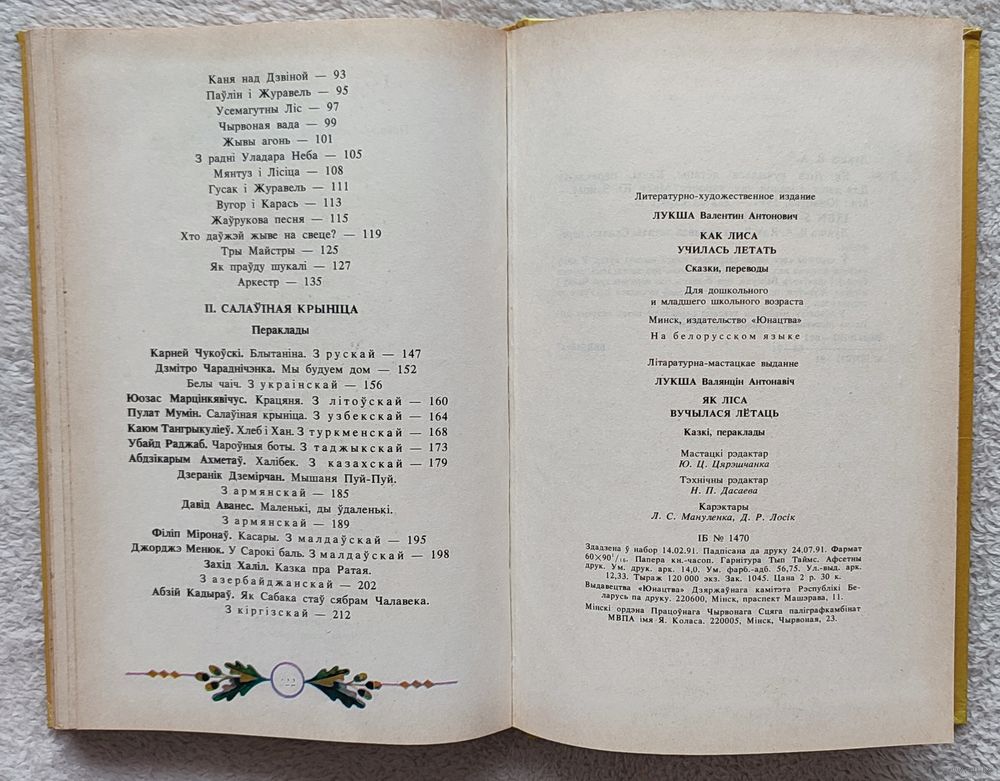 Каня над Дзвіной — 93
Паўлін і Журавель — 95
Усемагутны Ліс — 97
Чырвоная вада — 99
Жывы агонь — 101
З радні Уладара Неба — 105
Мянтуз і Лісіца — 108
Гусак і Журавель — 111
Вугор і Карась — 113
Жаўрукова песня — 115
Хто даўжэй жыве на свеце? — 119
Тры Майстры — 125
Як праўду шукалі — 127
Аркестр — 135
II. САЛАЎІНАЯ КРЫНІЦА
Пераклады
Карней Чукоўскі. Блытаніна. З рускай — 147
Дзмітро Чараднічэнка. Мы будуем дом — 152
Белы чаіч. З украінскай — 156
Юозас Марцінкявічус. Крацяня. З літоўскай — 160
Пулат Мумін. Салаўіная крыніца. З узбекскай — 164
Каюм Тангрыкуліеў. Хлеб і Хан. З туркменскай — 168
Убайд Раджаб. Чароўныя боты. З таджыкскай — 173
Абдзікарым Ахметаў. Халібек. З казахскай — 179
Дзеранік Дземірчан. Мышаня Пуй-Пуй.
З армянскай — 185
Давід Аванес. Маленькі, ды ўдаленькі.
З армянскай — 189
Філіп Міронаў. Касары. З малдаўскай — 195
Джорджэ Менюк. У Сарокі баль. З малдаўскай — 198
Захід Халіл. Казка пра Ратая.
З азербайджанскай — 202
Абзій Кадыраў. Як Сабака стаў сябрам Чалавека.
З кіргізскай — 212
222
Литературно-художественное издание
ЛУКША Валентин Антонович
КАК ЛИСА
УЧИЛАСЬ ЛЕТАТЬ
Сказки, переводы
Для дошкольного
и младшего школьного возраста
Минск, издательство «Юнацтва»
На белорусском языке
Літаратурна-мастацкае выданне
ЛУКША Валянцін Антонавіч
ЯК ЛІСА
ВУЧЫЛАСЯ ЛЁТАЦЬ
Казкі, пераклады
Мастацкі рэдактар
Ю. Ц. Цярэшчанка
Тэхнічны рэдактар
Н. П. Дасаева
Карэктары
Л. С. Мануленка, Д. Р. Лосік
ІБ № 1470
Здадзена ў набор 14.02.91. Падпісана да друку 24.07.91. Фармат
60×90¹/₁₆. Папера кн.-часоп. Гарнітура Тып Таймс. Афсетны
друк. Ум. друк. арк. 14,0. Ум. фарб.-адб. 56,75. Ул.-выд. арк.
12,33. Тыраж 120 000 экз. Зак. 1045. Цана 2 р. 30 к.
Выдавецтва «Юнацтва» Дзяржаўнага камітэта Рэспублікі Бе-
ларусь па друку. 220600, Мінск, праспект Машэрава, 11.
Мінскі ордэна Працоўнага Чырвонага Сцяга паліграфкамбінат
МВПА імя Я. Коласа. 220005, Мінск, Чырвоная, 23.